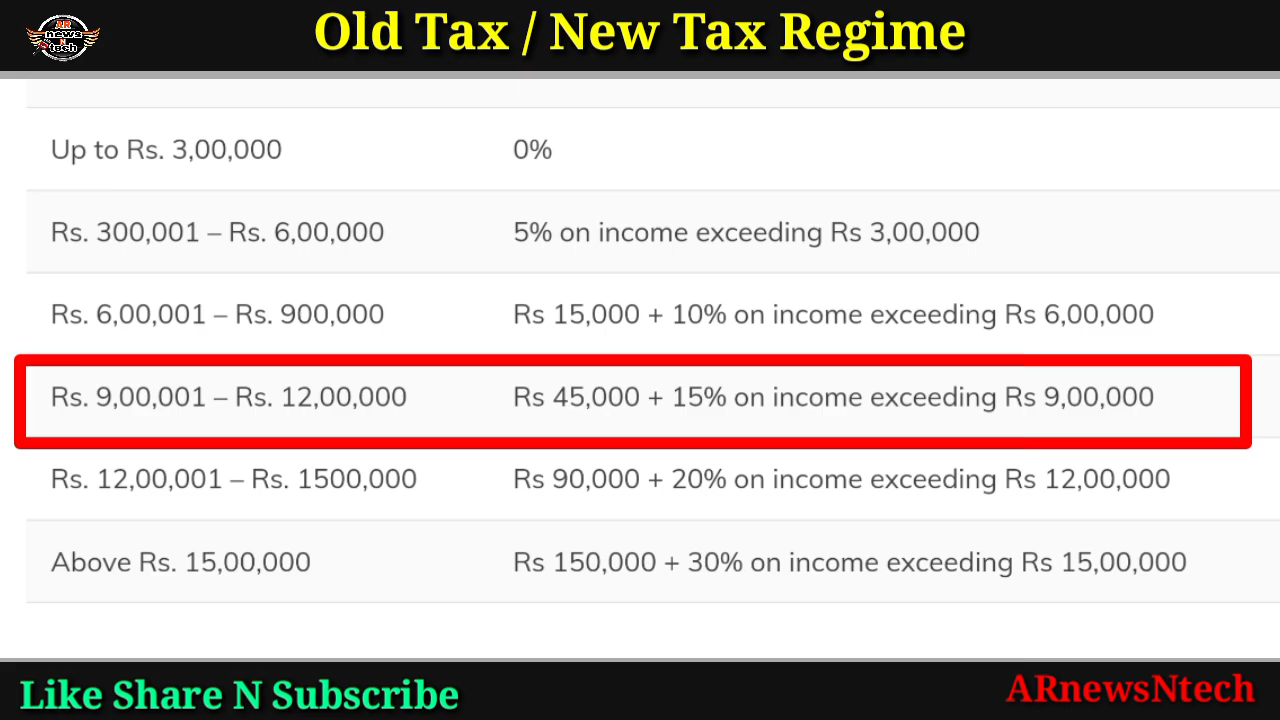 AR
news
tech
Old Tax / New Tax Regime
Up to Rs. 3,00,000 0%
Rs. 300,001 – Rs. 6,00,000 5% on income exceeding Rs 3,00,000
Rs. 6,00,001 – Rs. 900,000 Rs 15,000 + 10% on income exceeding Rs 6,00,000
Rs. 9,00,001 – Rs. 12,00,000 Rs 45,000 + 15% on income exceeding Rs 9,00,000
Rs. 12,00,001 – Rs. 1500,000 Rs 90,000 + 20% on income exceeding Rs 12,00,000
Above Rs. 15,00,000 Rs 150,000 + 30% on income exceeding Rs 15,00,000
Like Share N Subscribe
ARnewsNtech